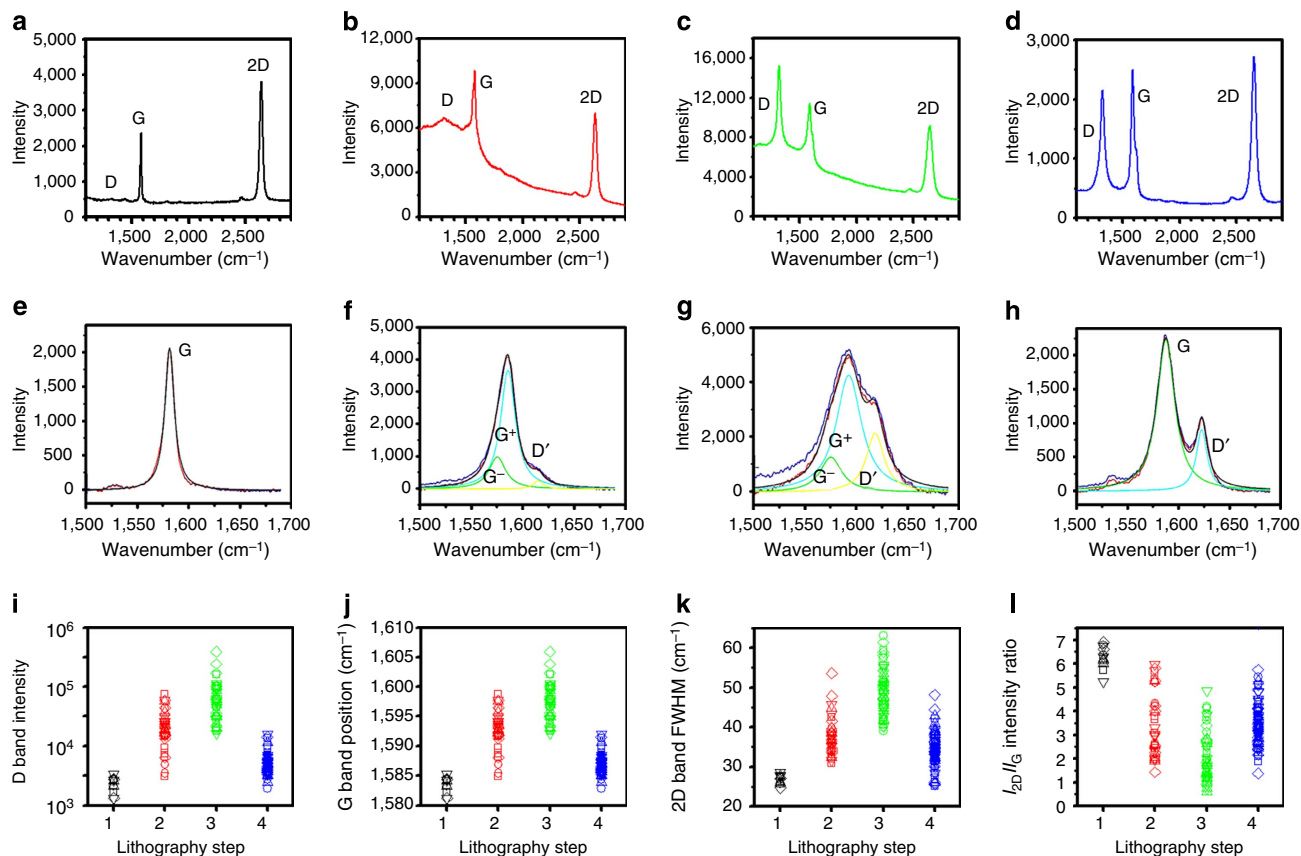 a
b
c
d
5,000
4,000
3,000
2,000
1,000
0
Intensity
D
G
2D
1,500 2,000 2,500
Wavenumber (cm⁻¹)
12,000
9,000
6,000
3,000
0
Intensity
D
G
2D
1,500 2,000 2,500
Wavenumber (cm⁻¹)
16,000
12,000
8,000
4,000
0
Intensity
D
G
2D
1,500 2,000 2,500
Wavenumber (cm⁻¹)
3,000
2,000
1,000
0
Intensity
D
G
2D
1,500 2,000 2,500
Wavenumber (cm⁻¹)
e
f
g
h
2,000
1,500
1,000
500
0
Intensity
G
1,500 1,550 1,600 1,650 1,700
Wavenumber (cm⁻¹)
5,000
4,000
3,000
2,000
1,000
0
Intensity
G⁺
G⁻
D′
1,500 1,550 1,600 1,650 1,700
Wavenumber (cm⁻¹)
6,000
4,000
2,000
0
Intensity
G⁺
G⁻
D′
1,500 1,550 1,600 1,650 1,700
Wavenumber (cm⁻¹)
2,000
1,500
1,000
500
0
Intensity
G
D′
1,500 1,550 1,600 1,650 1,700
Wavenumber (cm⁻¹)
i
j
k
l
10⁶
10⁵
10⁴
10³
D band intensity
1 2 3 4
Lithography step
1,610
1,605
1,600
1,595
1,590
1,585
1,580
G band position (cm⁻¹)
1 2 3 4
Lithography step
60
50
40
30
20
2D band FWHM (cm⁻¹)
1 2 3 4
Lithography step
7
6
5
4
3
2
1
0
I2D/IG intensity ratio
1 2 3 4
Lithography step